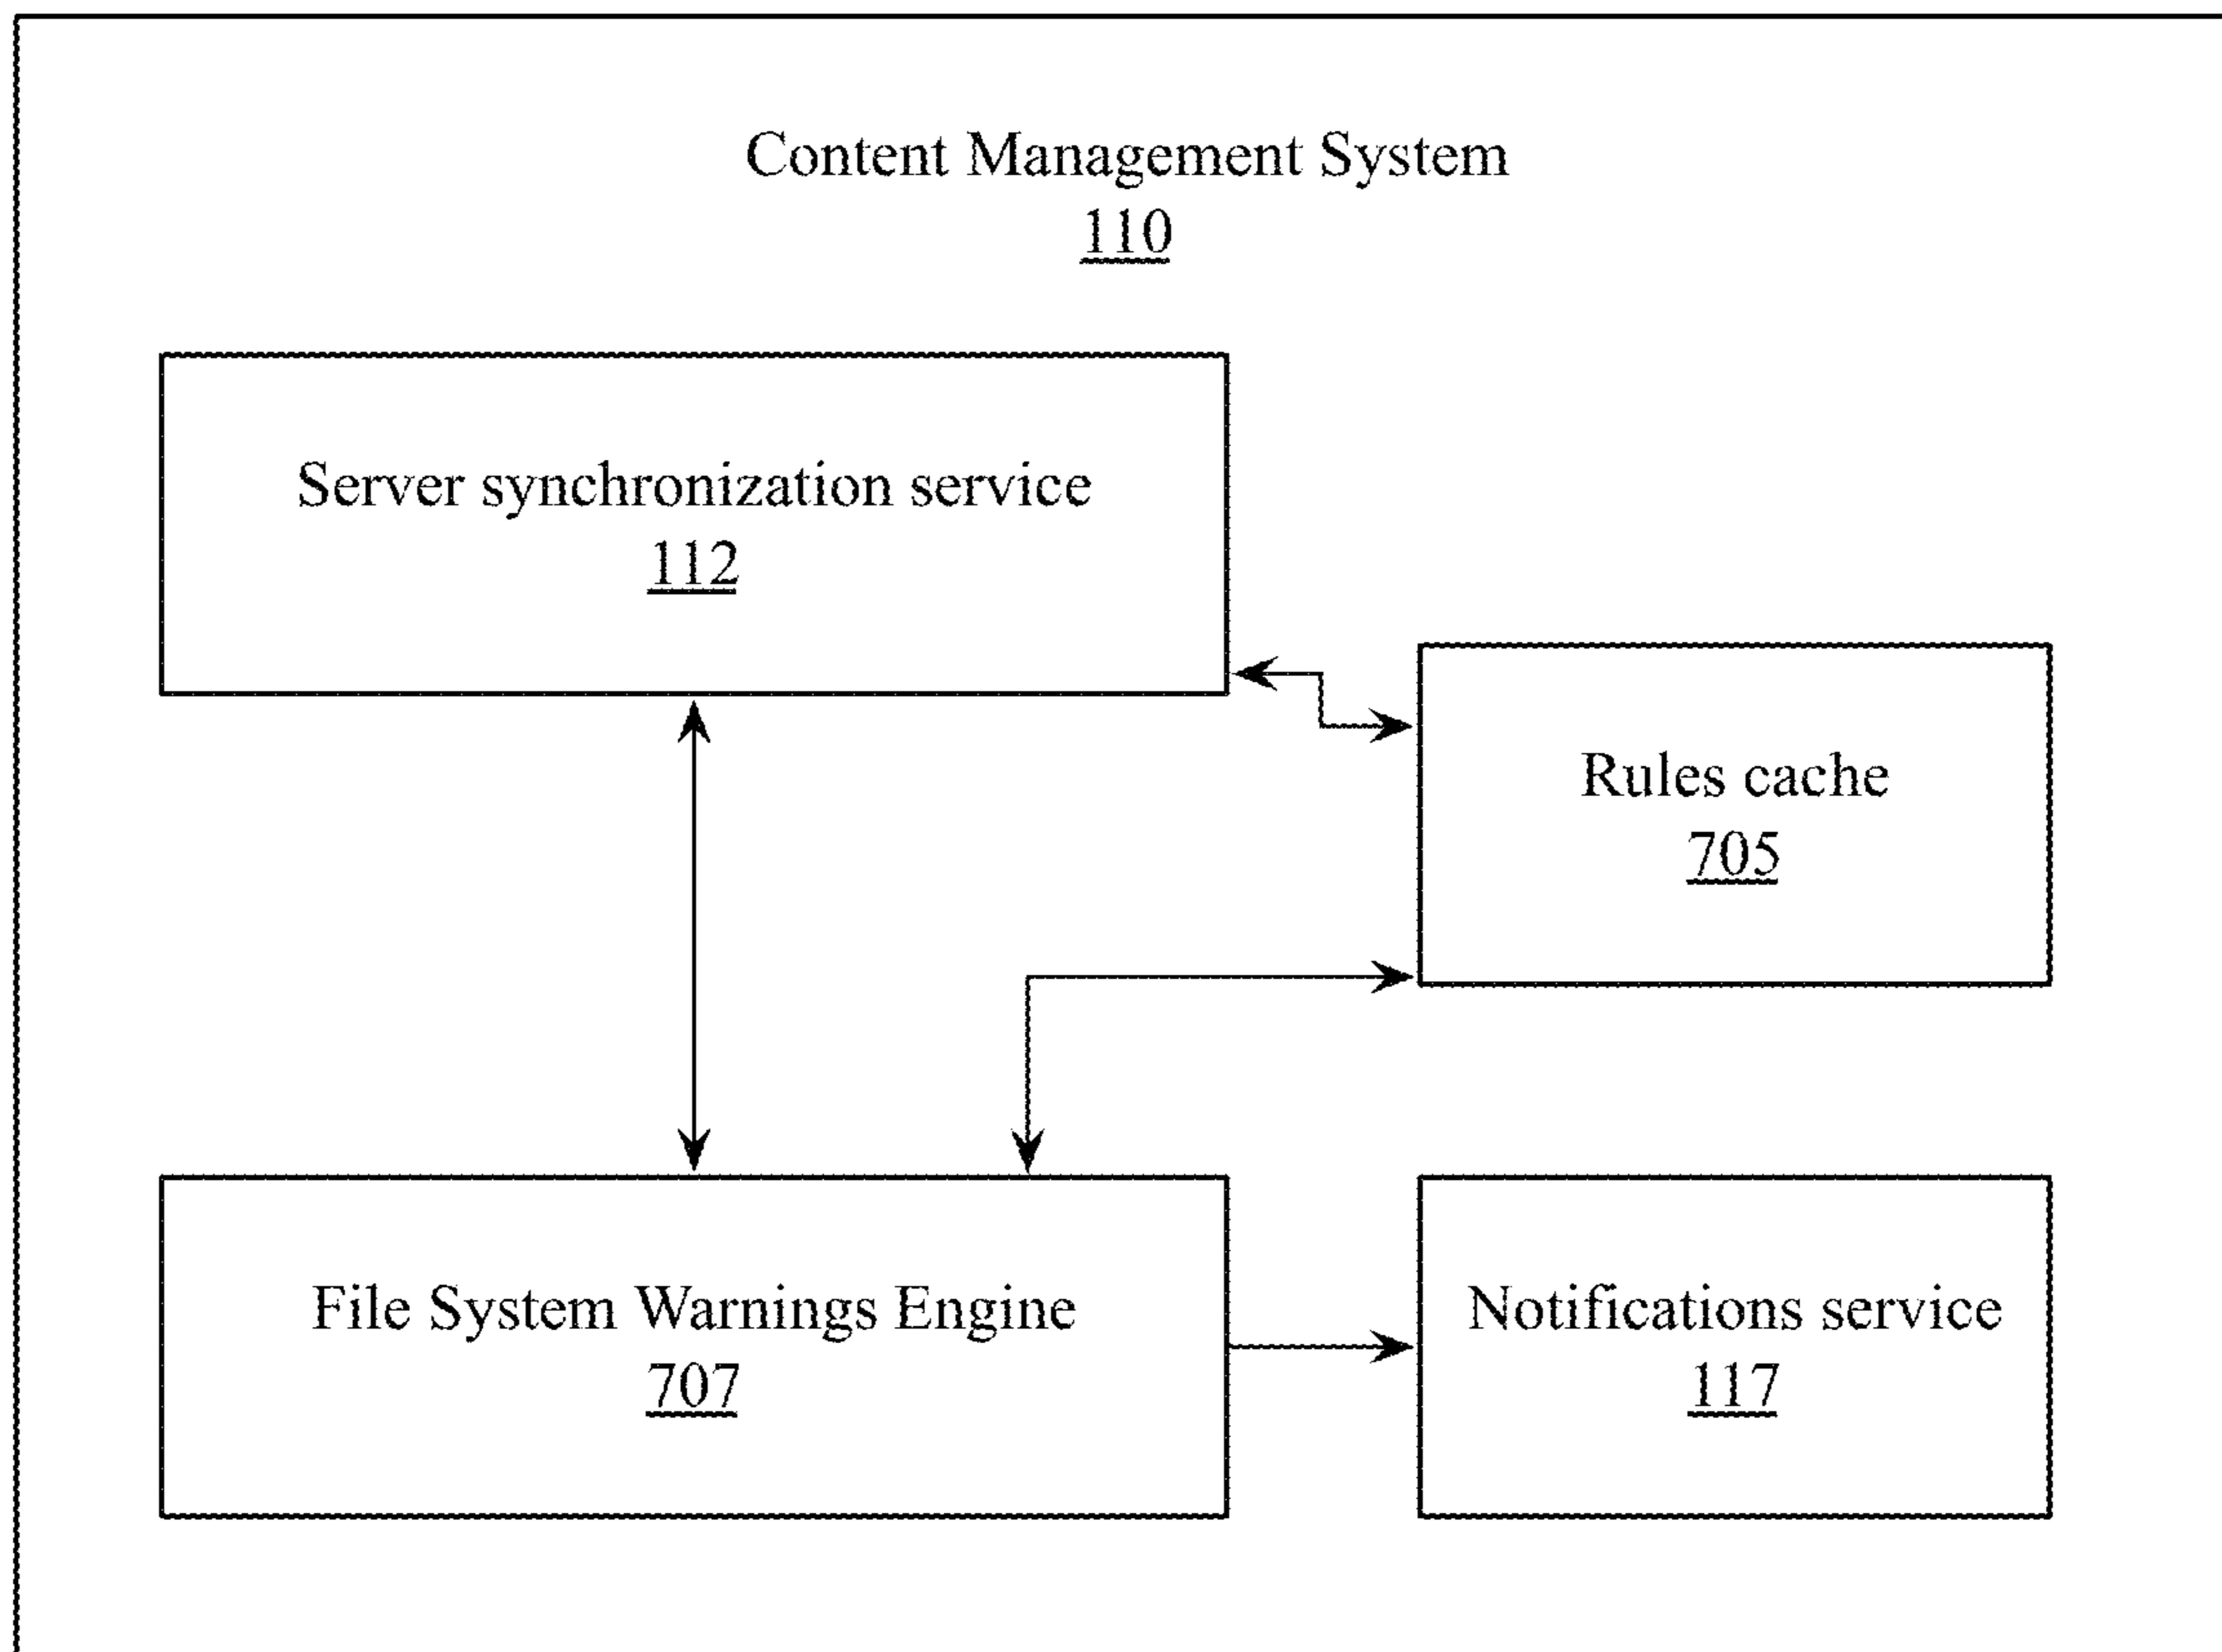 Content Management System
110
Server synchronization service
112
Rules cache
705
File System Warnings Engine
707
Notifications service
117